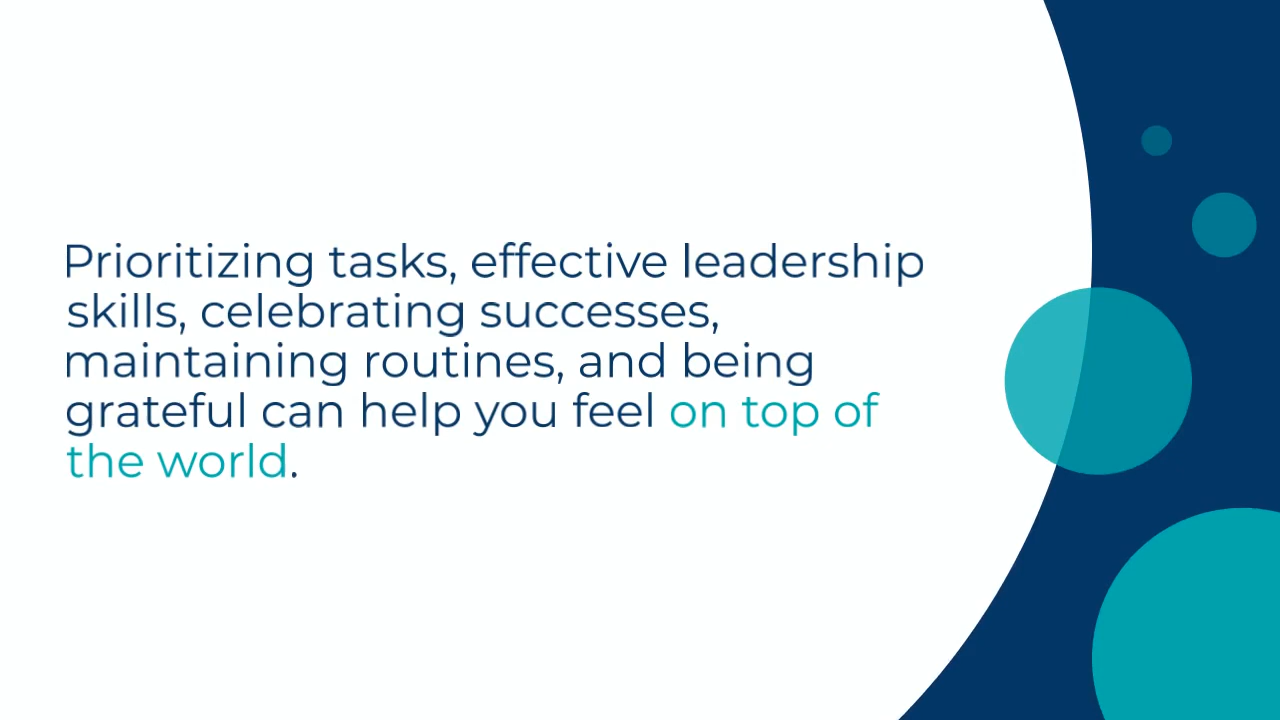 Prioritizing tasks, effective leadership
skills, celebrating successes,
maintaining routines, and being
grateful can help you feel on top of
the world.